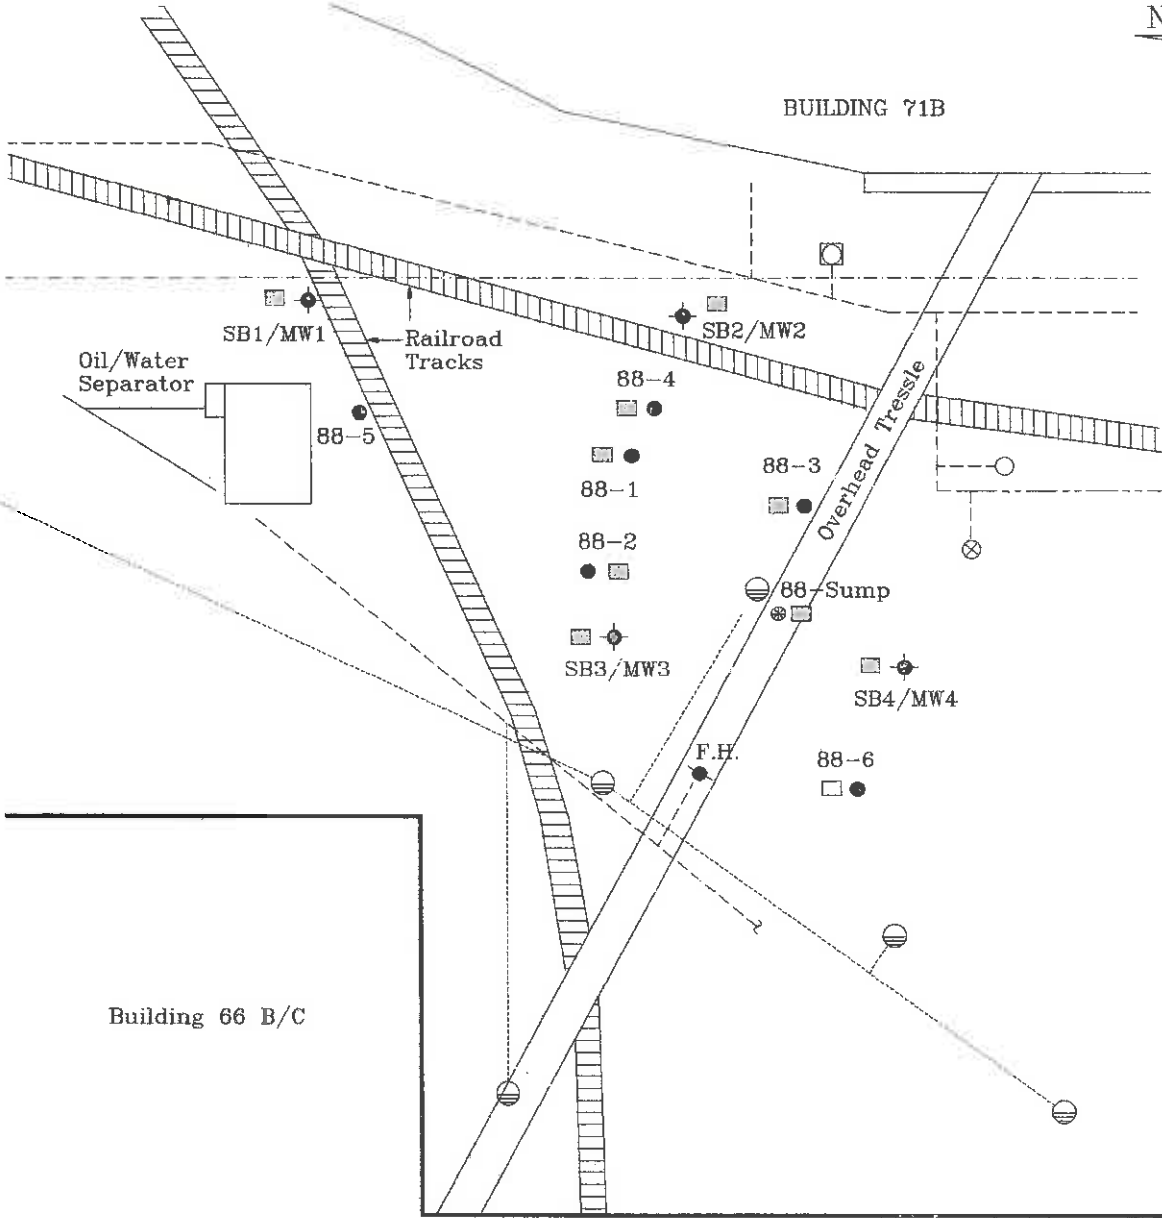 N
BUILDING 71B
SB1/MW1
SB2/MW2
Railroad
Tracks
Oil/Water
Separator
88-4
88-5
88-1
88-3
Overhead Tressle
88-2
88-Sump
SB3/MW3
SB4/MW4
F.H.
88-6
Building 66 B/C